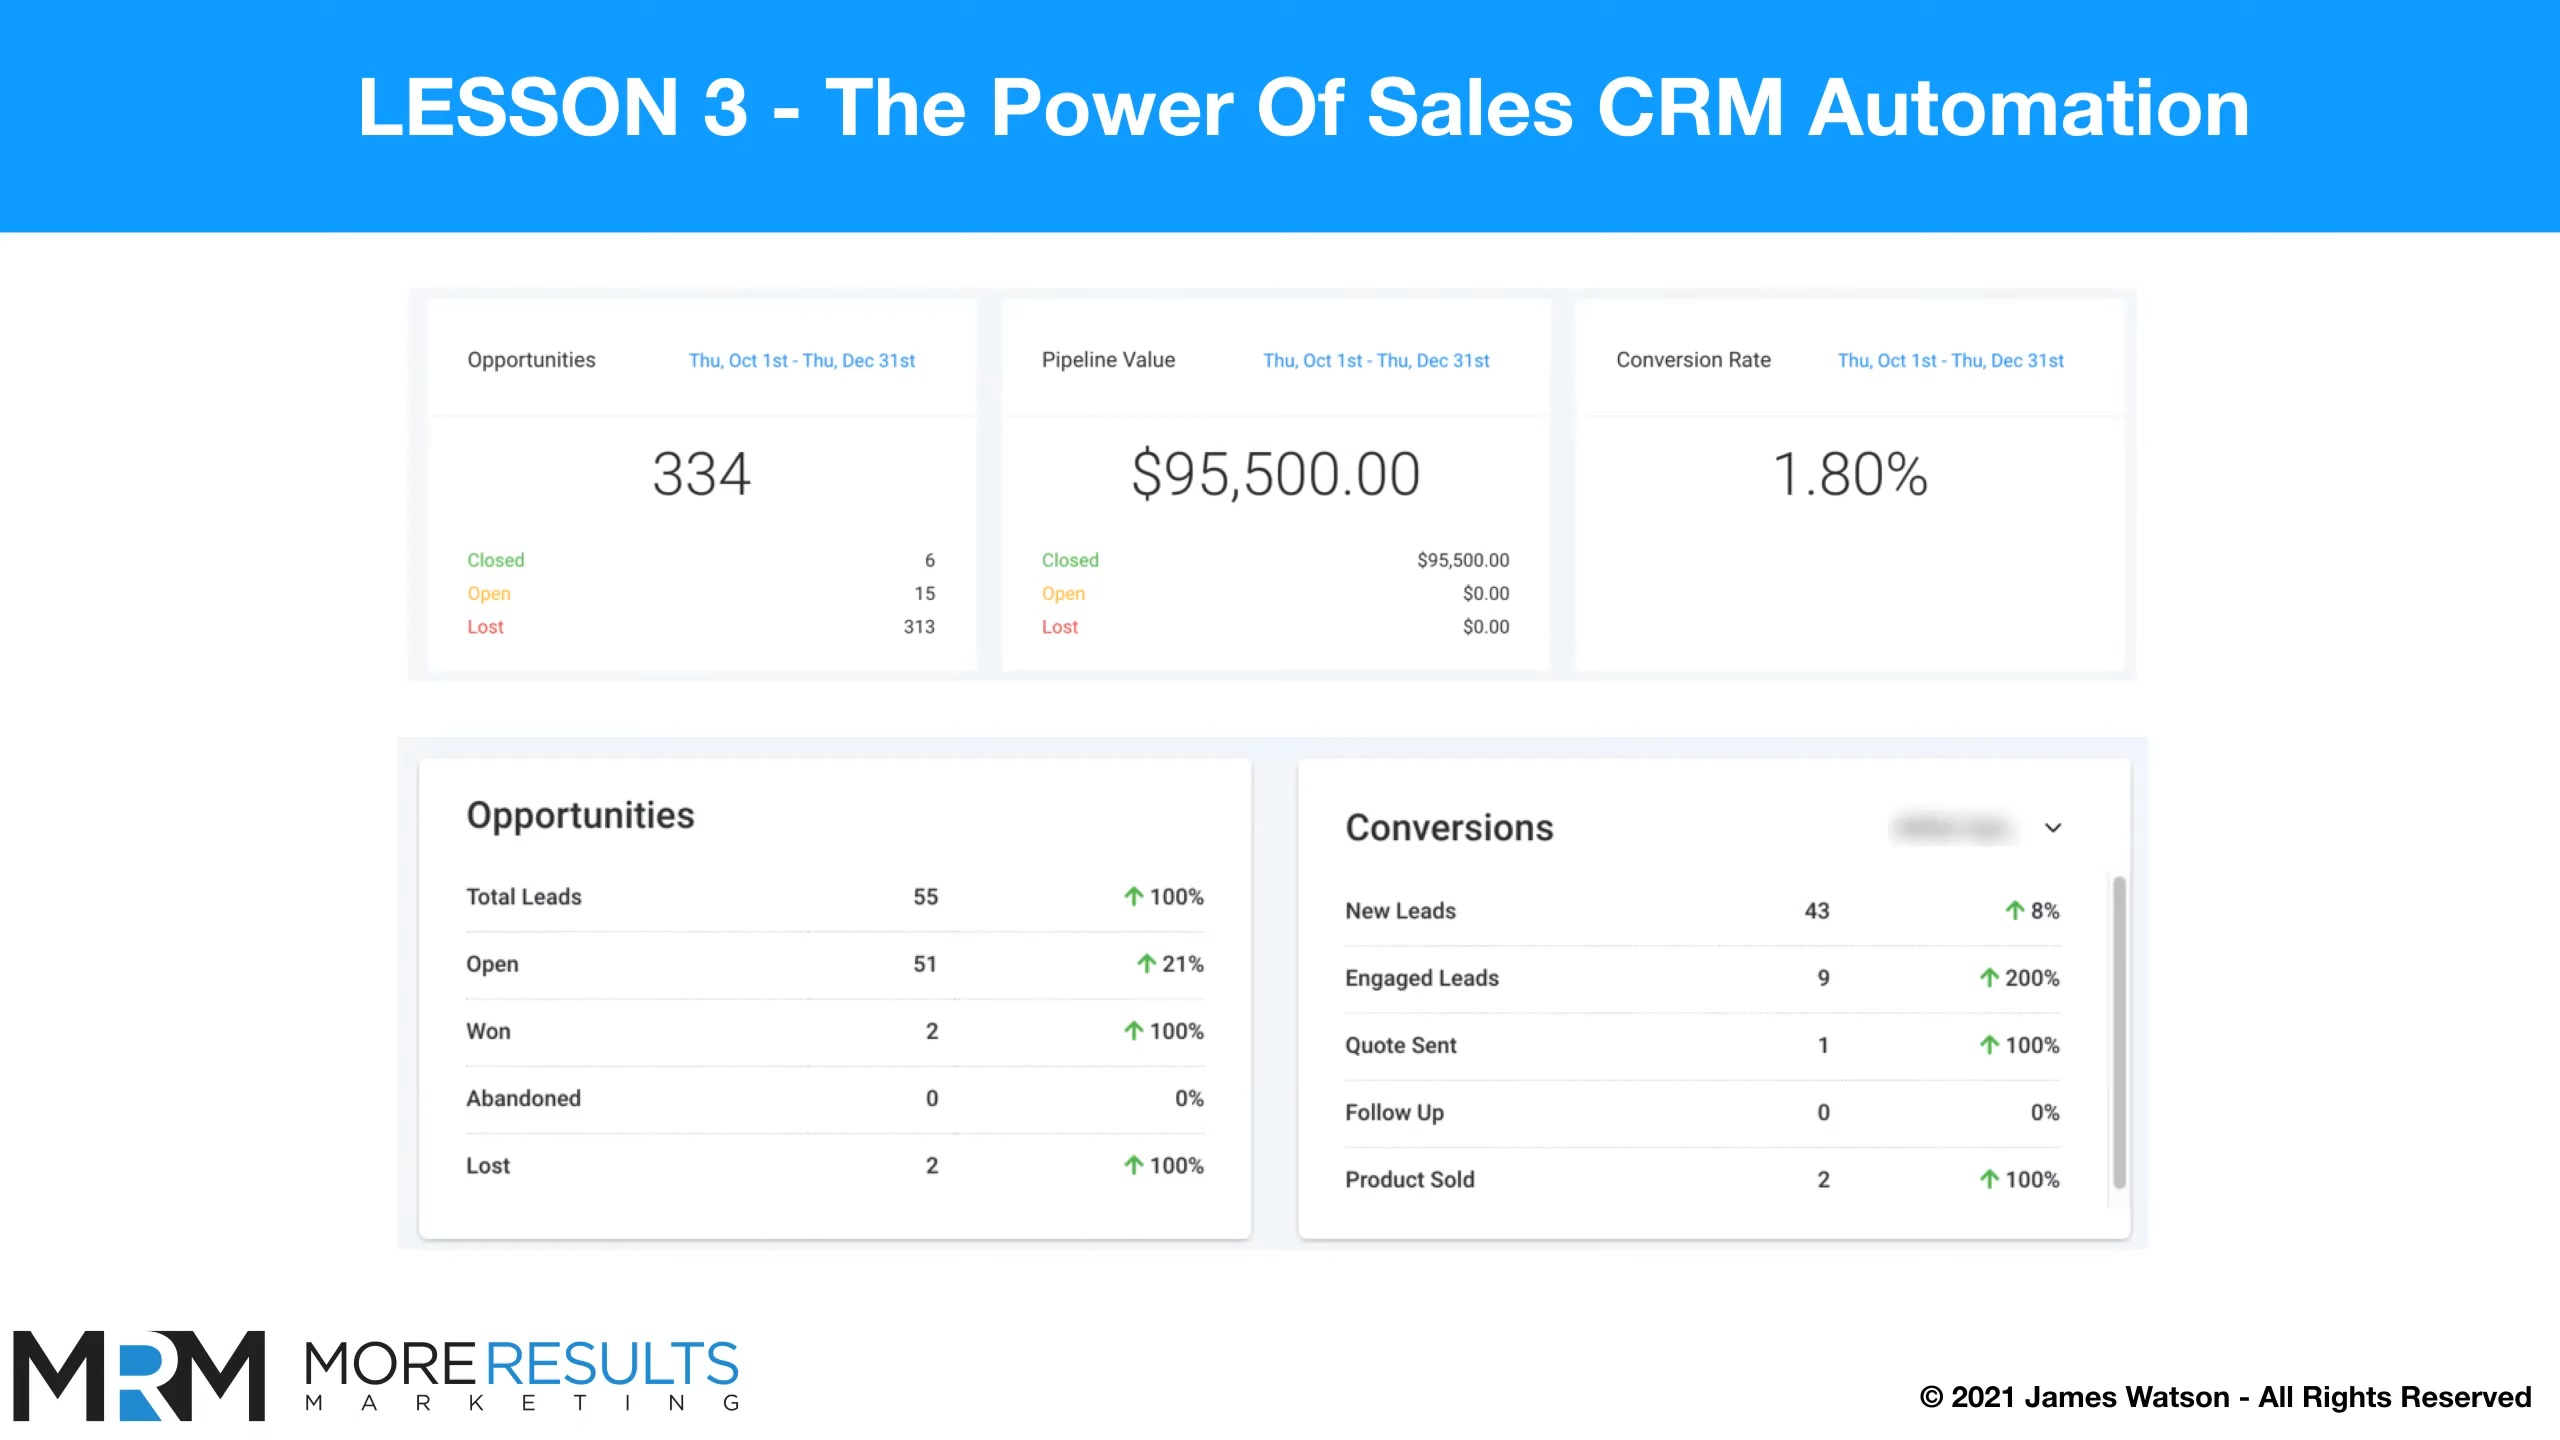 LESSON 3 - The Power Of Sales CRM Automation
Opportunities Thu, Oct 1st - Thu, Dec 31st
334
Closed 6
Open 15
Lost 313
Pipeline Value Thu, Oct 1st - Thu, Dec 31st
$95,500.00
Closed $95,500.00
Open $0.00
Lost $0.00
Conversion Rate Thu, Oct 1st - Thu, Dec 31st
1.80%
Opportunities
Total Leads 55 100%
Open 51 21%
Won 2 100%
Abandoned 0 0%
Lost 2 100%
Conversions
New Leads 43 8%
Engaged Leads 9 200%
Quote Sent 1 100%
Follow Up 0 0%
Product Sold 2 100%
MRM MORERESULTS
MARKETING
© 2021 James Watson - All Rights Reserved